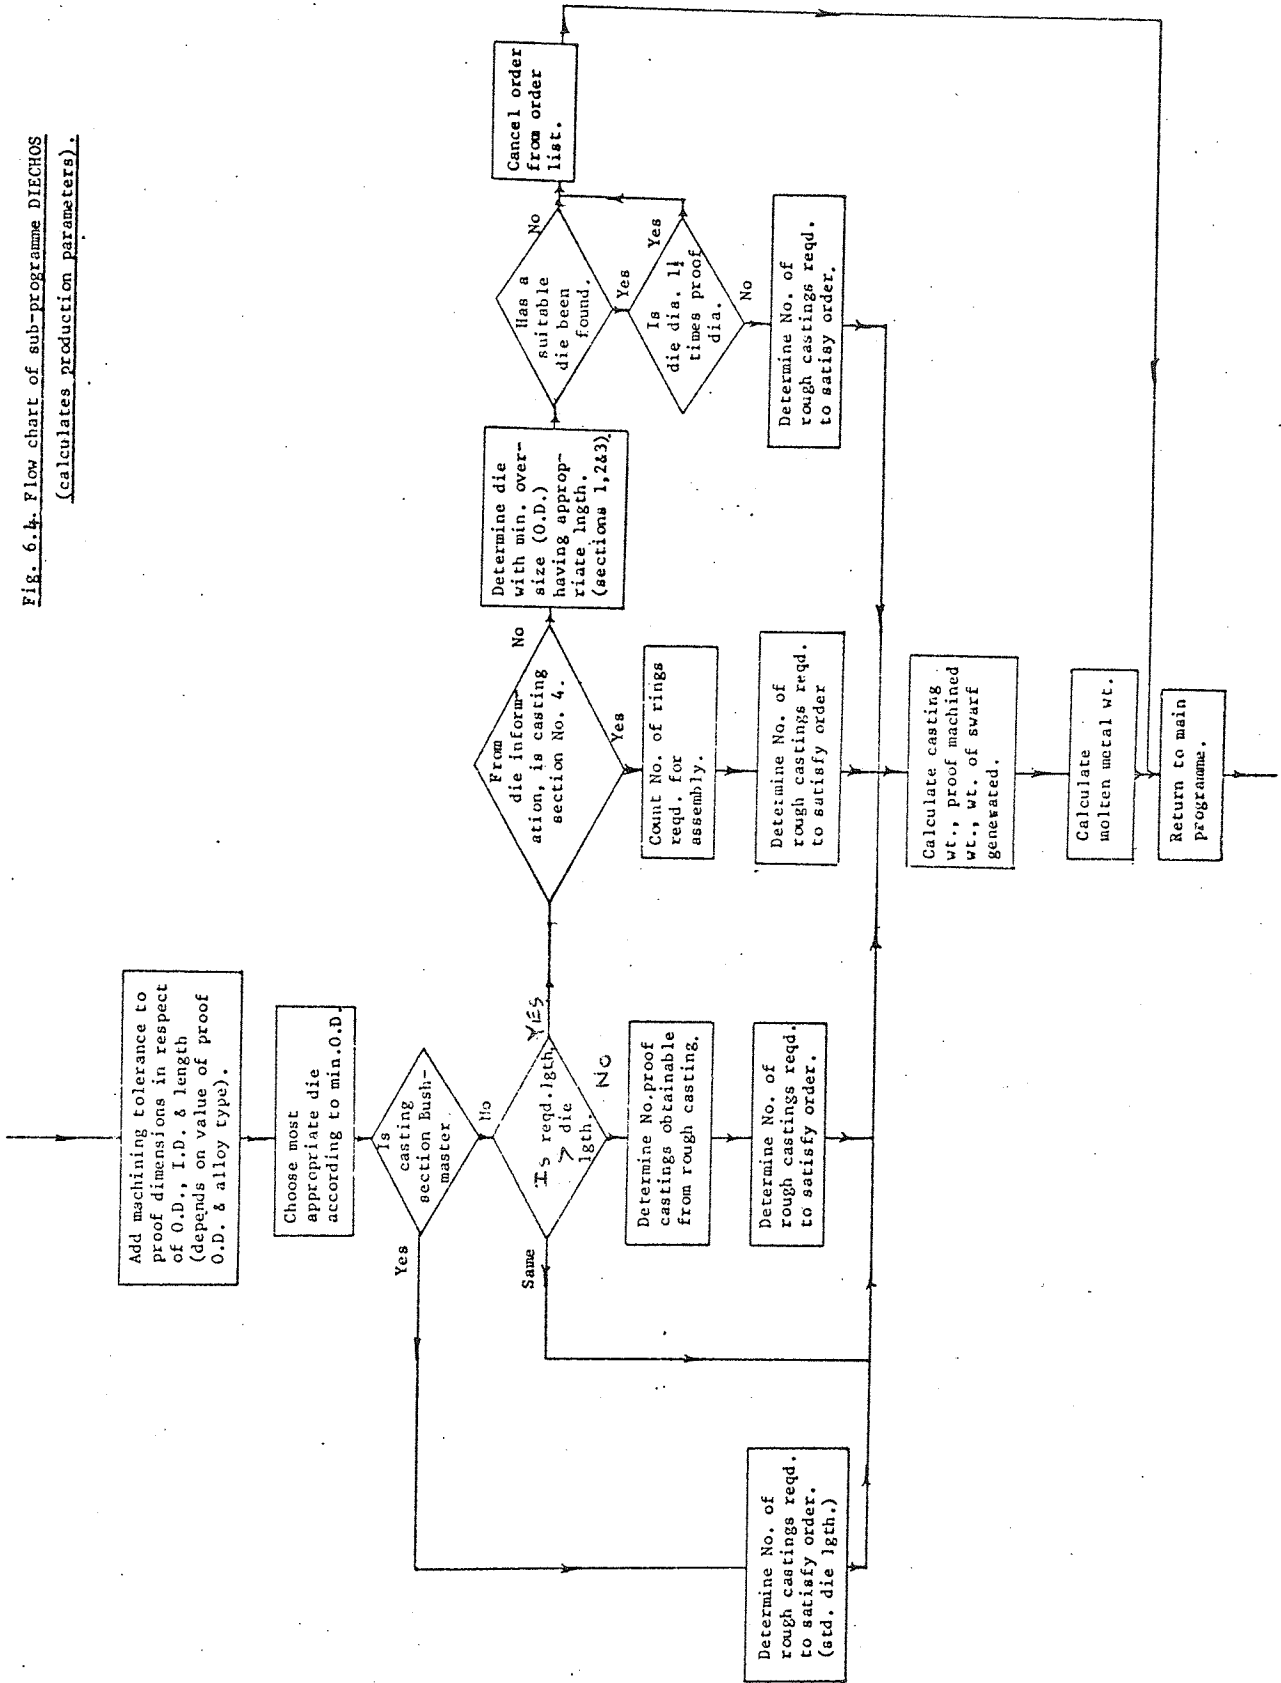 Fig. 6.4. Flow chart of sub-programme DIECHOS
(calculates production parameters).
Add machining tolerance to
proof dimensions in respect
of O.D., I.D. & length
(depends on value of proof
O.D. & alloy type).
Choose most
appropriate die
according to min.O.D.
Is
casting
section Bush-
master
Yes
No
Is reqd. lgth.
> die
lgth.
Same
YES
NO
Determine No.proof
castings obtainable
from rough casting.
Determine No. of
rough castings reqd.
to satisfy order.
Determine No. of
rough castings reqd.
to satisfy order.
(std. die lgth.)
From
die inform-
ation, is casting
section No. 4.
No
Yes
Count No. of rings
reqd. for
assembly.
Determine No. of
rough castings reqd.
to satisfy order
Determine die
with min. over-
size (O.D.)
having approp-
riate lngth.
(sections 1,2&3).
Has a
suitable
die been
found.
No
Yes
Is
die dia.
times proof
dia.
Yes
No
Cancel order
from order
list.
Determine No. of
rough castings reqd.
to satisy order.
Calculate casting
wt., proof machined
wt., wt. of swarf
generated.
Calculate
molten metal wt.
Return to main
programme.